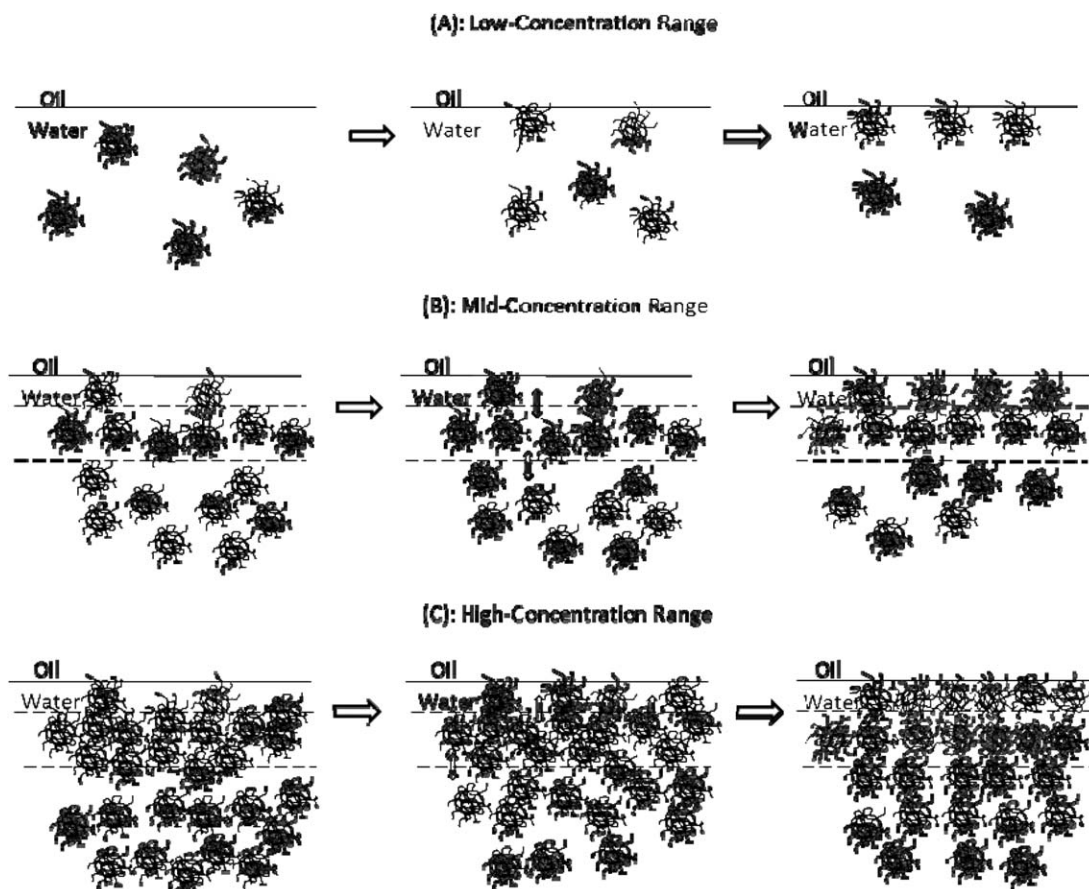 (A): Low-Concentration Range
Oil
Water
Oil
Water
Oil
Water
(B): Mid-Concentration Range
Oil
Water
Oil
Water
Oil
Water
(C): High-Concentration Range
Oil
Water
Oil
Water
Oil
Water